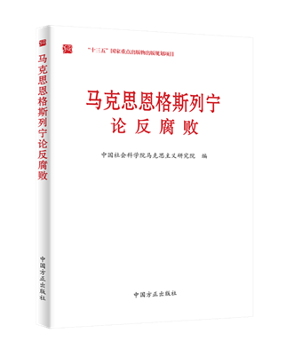 "十三五"国家重点出版物出版规划项目
马克思恩格斯列宁
论反腐败
中国社会科学院马克思主义研究院 编
中国方正出版社
马克思恩格斯列宁论反腐败
中国方正出版社